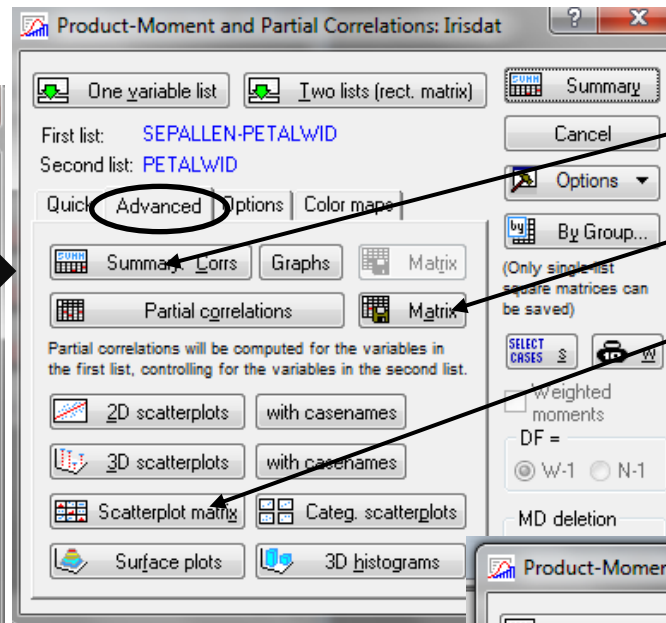 Product-Moment and Partial Correlations: Irisdat
?
X
One variable list
Two lists (rect. matrix)
SUMM Summary
First list: SEPALLEN-PETALWID
Cancel
Second list: PETALWID
Options
Quick Advanced Options Color maps
By Group...
SUMM Summary: Corrs
Graphs
Matrix
(Only single-list
square matrices can
be saved)
Partial correlations
Matrix
Partial correlations will be computed for the variables in
the first list, controlling for the variables in the second list.
SELECT
CASES S
W
Weighted
moments
2D scatterplots
with casenames
DF =
3D scatterplots
with casenames
W-1 N-1
Scatterplot matrix
Categ. scatterplots
MD deletion
Surface plots
3D histograms
Product-Momen